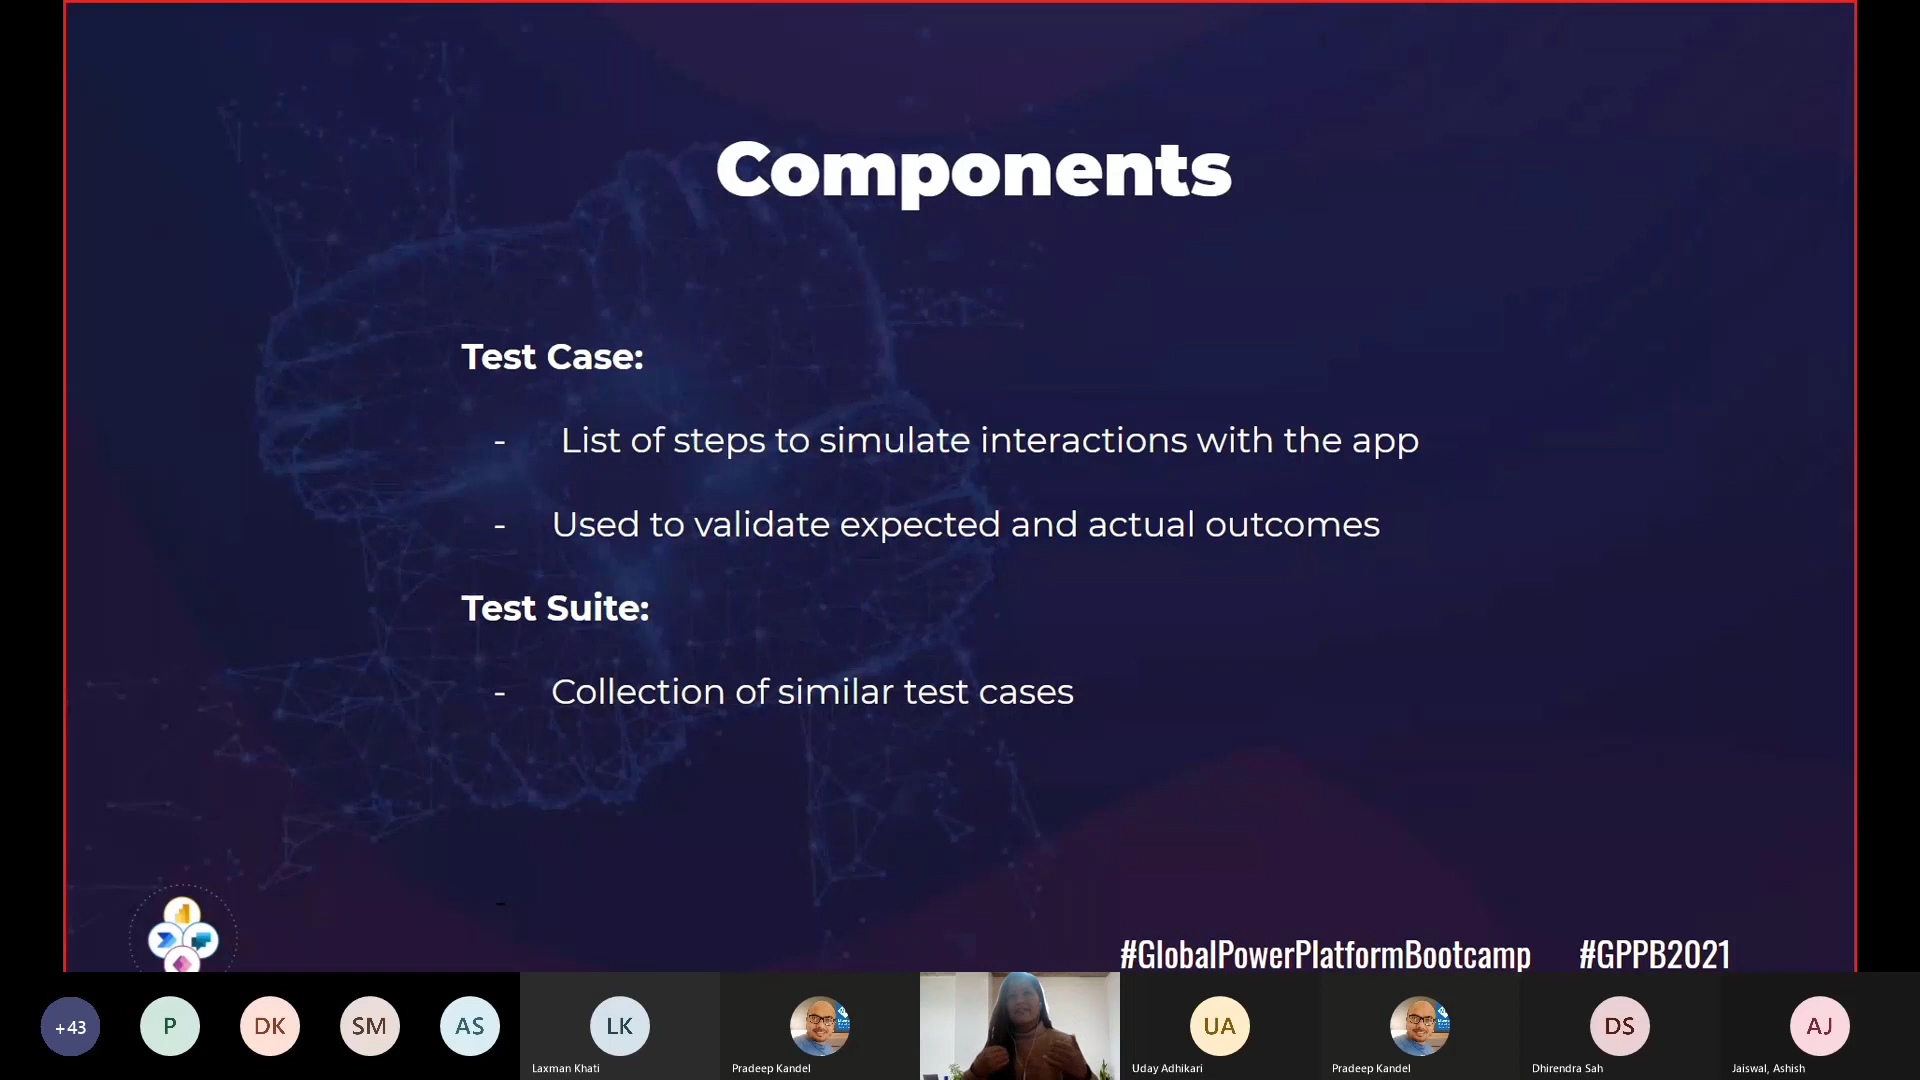 Components
Test Case:
- List of steps to simulate interactions with the app
- Used to validate expected and actual outcomes
Test Suite:
- Collection of similar test cases
-
#GlobalPowerPlatformBootcamp #GPPB2021
+43 P DK SM AS LK UA DS AJ
Laxman Khati Pradeep Kandel Uday Adhikari Pradeep Kandel Dhirendra Sah Jaiswal, Ashish